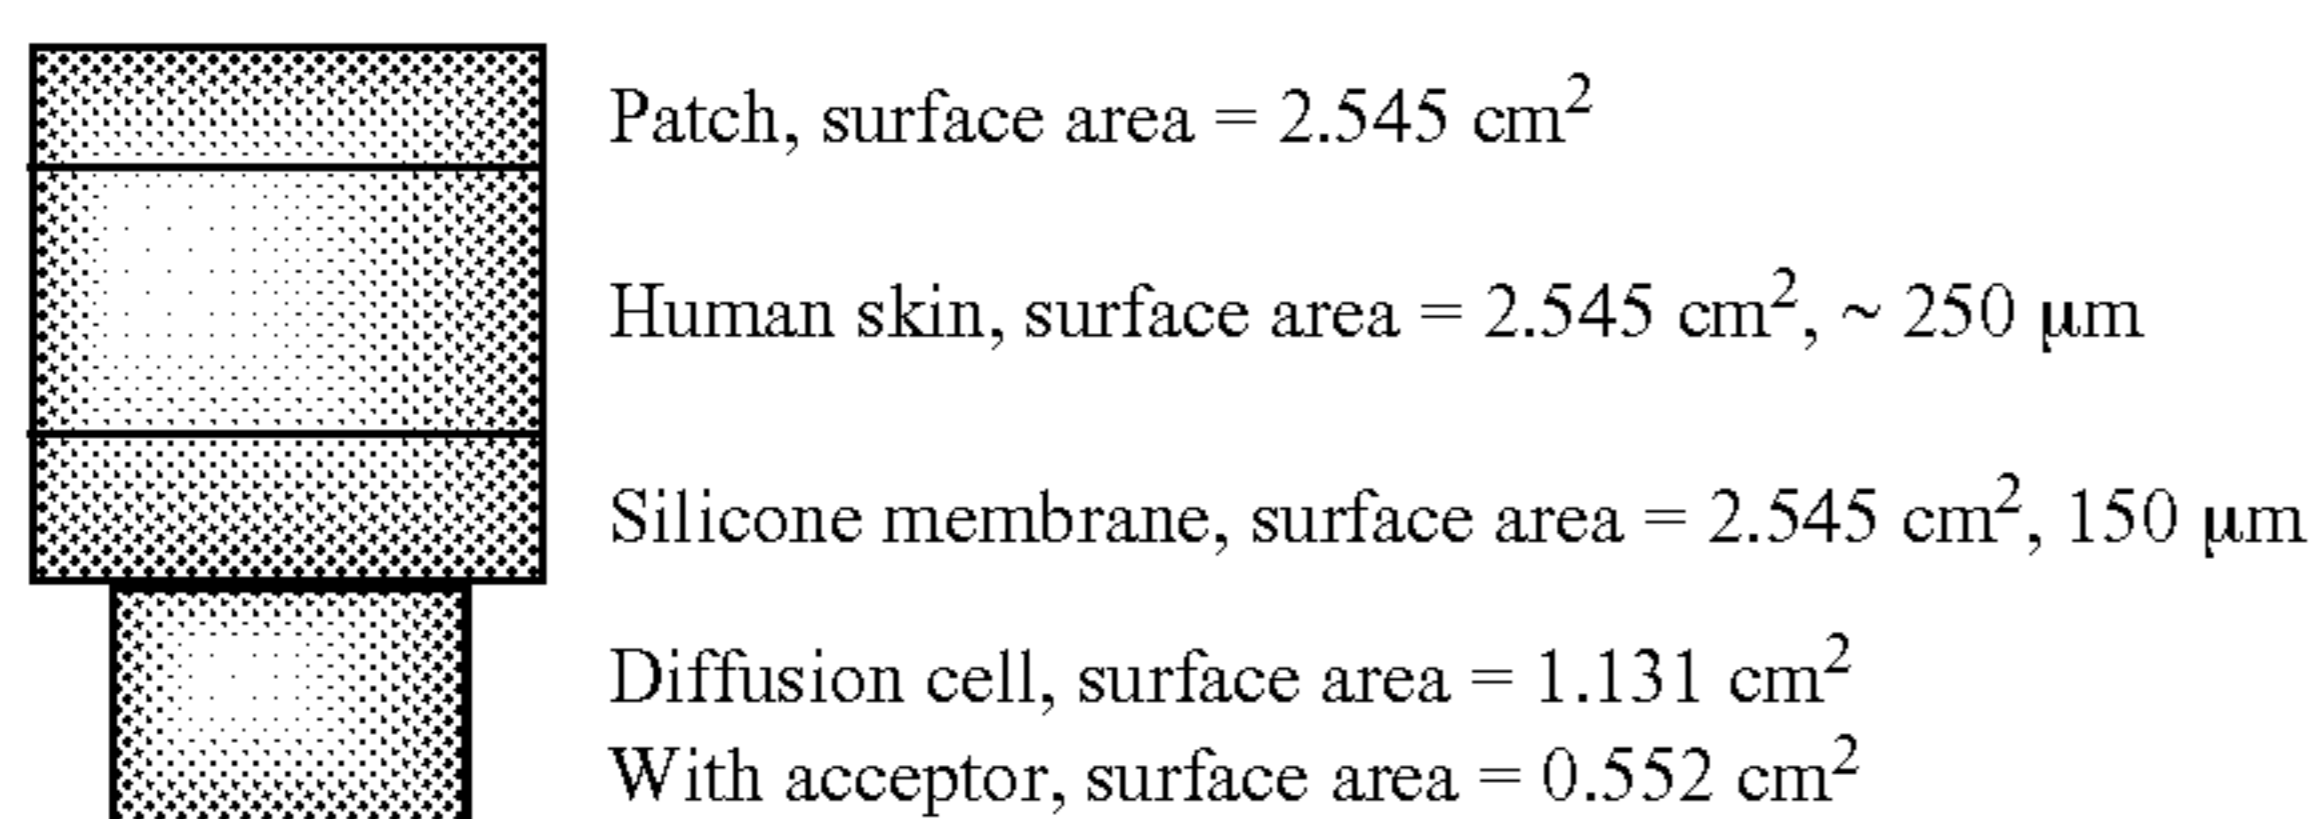 Patch, surface area = 2.545 cm²
Human skin, surface area = 2.545 cm², ~ 250 μm
Silicone membrane, surface area = 2.545 cm², 150 μm
Diffusion cell, surface area = 1.131 cm²
With acceptor, surface area = 0.552 cm²